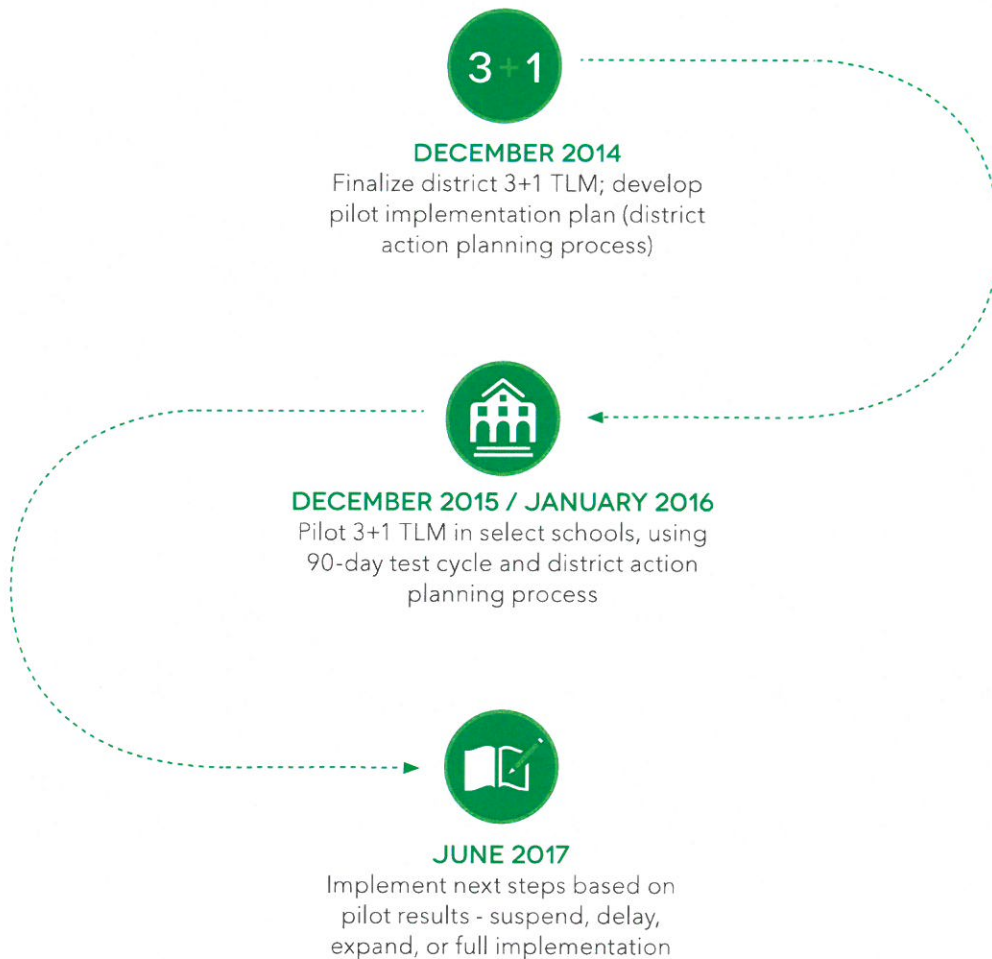 3+1
DECEMBER 2014
Finalize district 3+1 TLM; develop
pilot implementation plan (district
action planning process)
DECEMBER 2015 / JANUARY 2016
Pilot 3+1 TLM in select schools, using
90-day test cycle and district action
planning process
JUNE 2017
Implement next steps based on
pilot results - suspend, delay,
expand, or full implementation